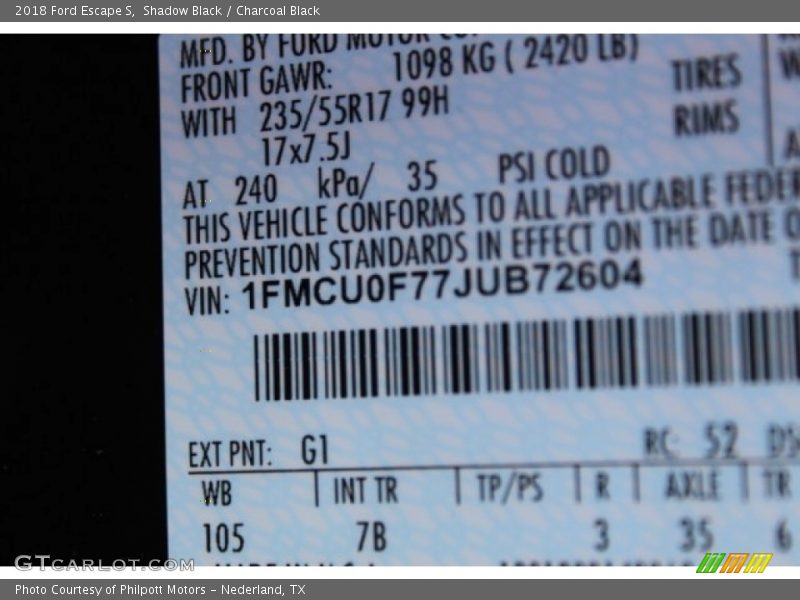 2018 Ford Escape S, Shadow Black / Charcoal Black
MFD. BY FORD MOTOR
FRONT GAWR: 1098 KG ( 2420 LB)
WITH 235/55R17 99H TIRES
17x7.5J RIMS
AT 240 kPa/ 35 PSI COLD
THIS VEHICLE CONFORMS TO ALL APPLICABLE FEDER
PREVENTION STANDARDS IN EFFECT ON THE DATE O
VIN: 1FMCU0F77JUB72604
EXT PNT: G1 RC: 52 DS
WB INT TR TP/PS R AXLE TR
105 7B 3 35 6
GTCARLOT.COM
Photo Courtesy of Philpott Motors - Nederland, TX